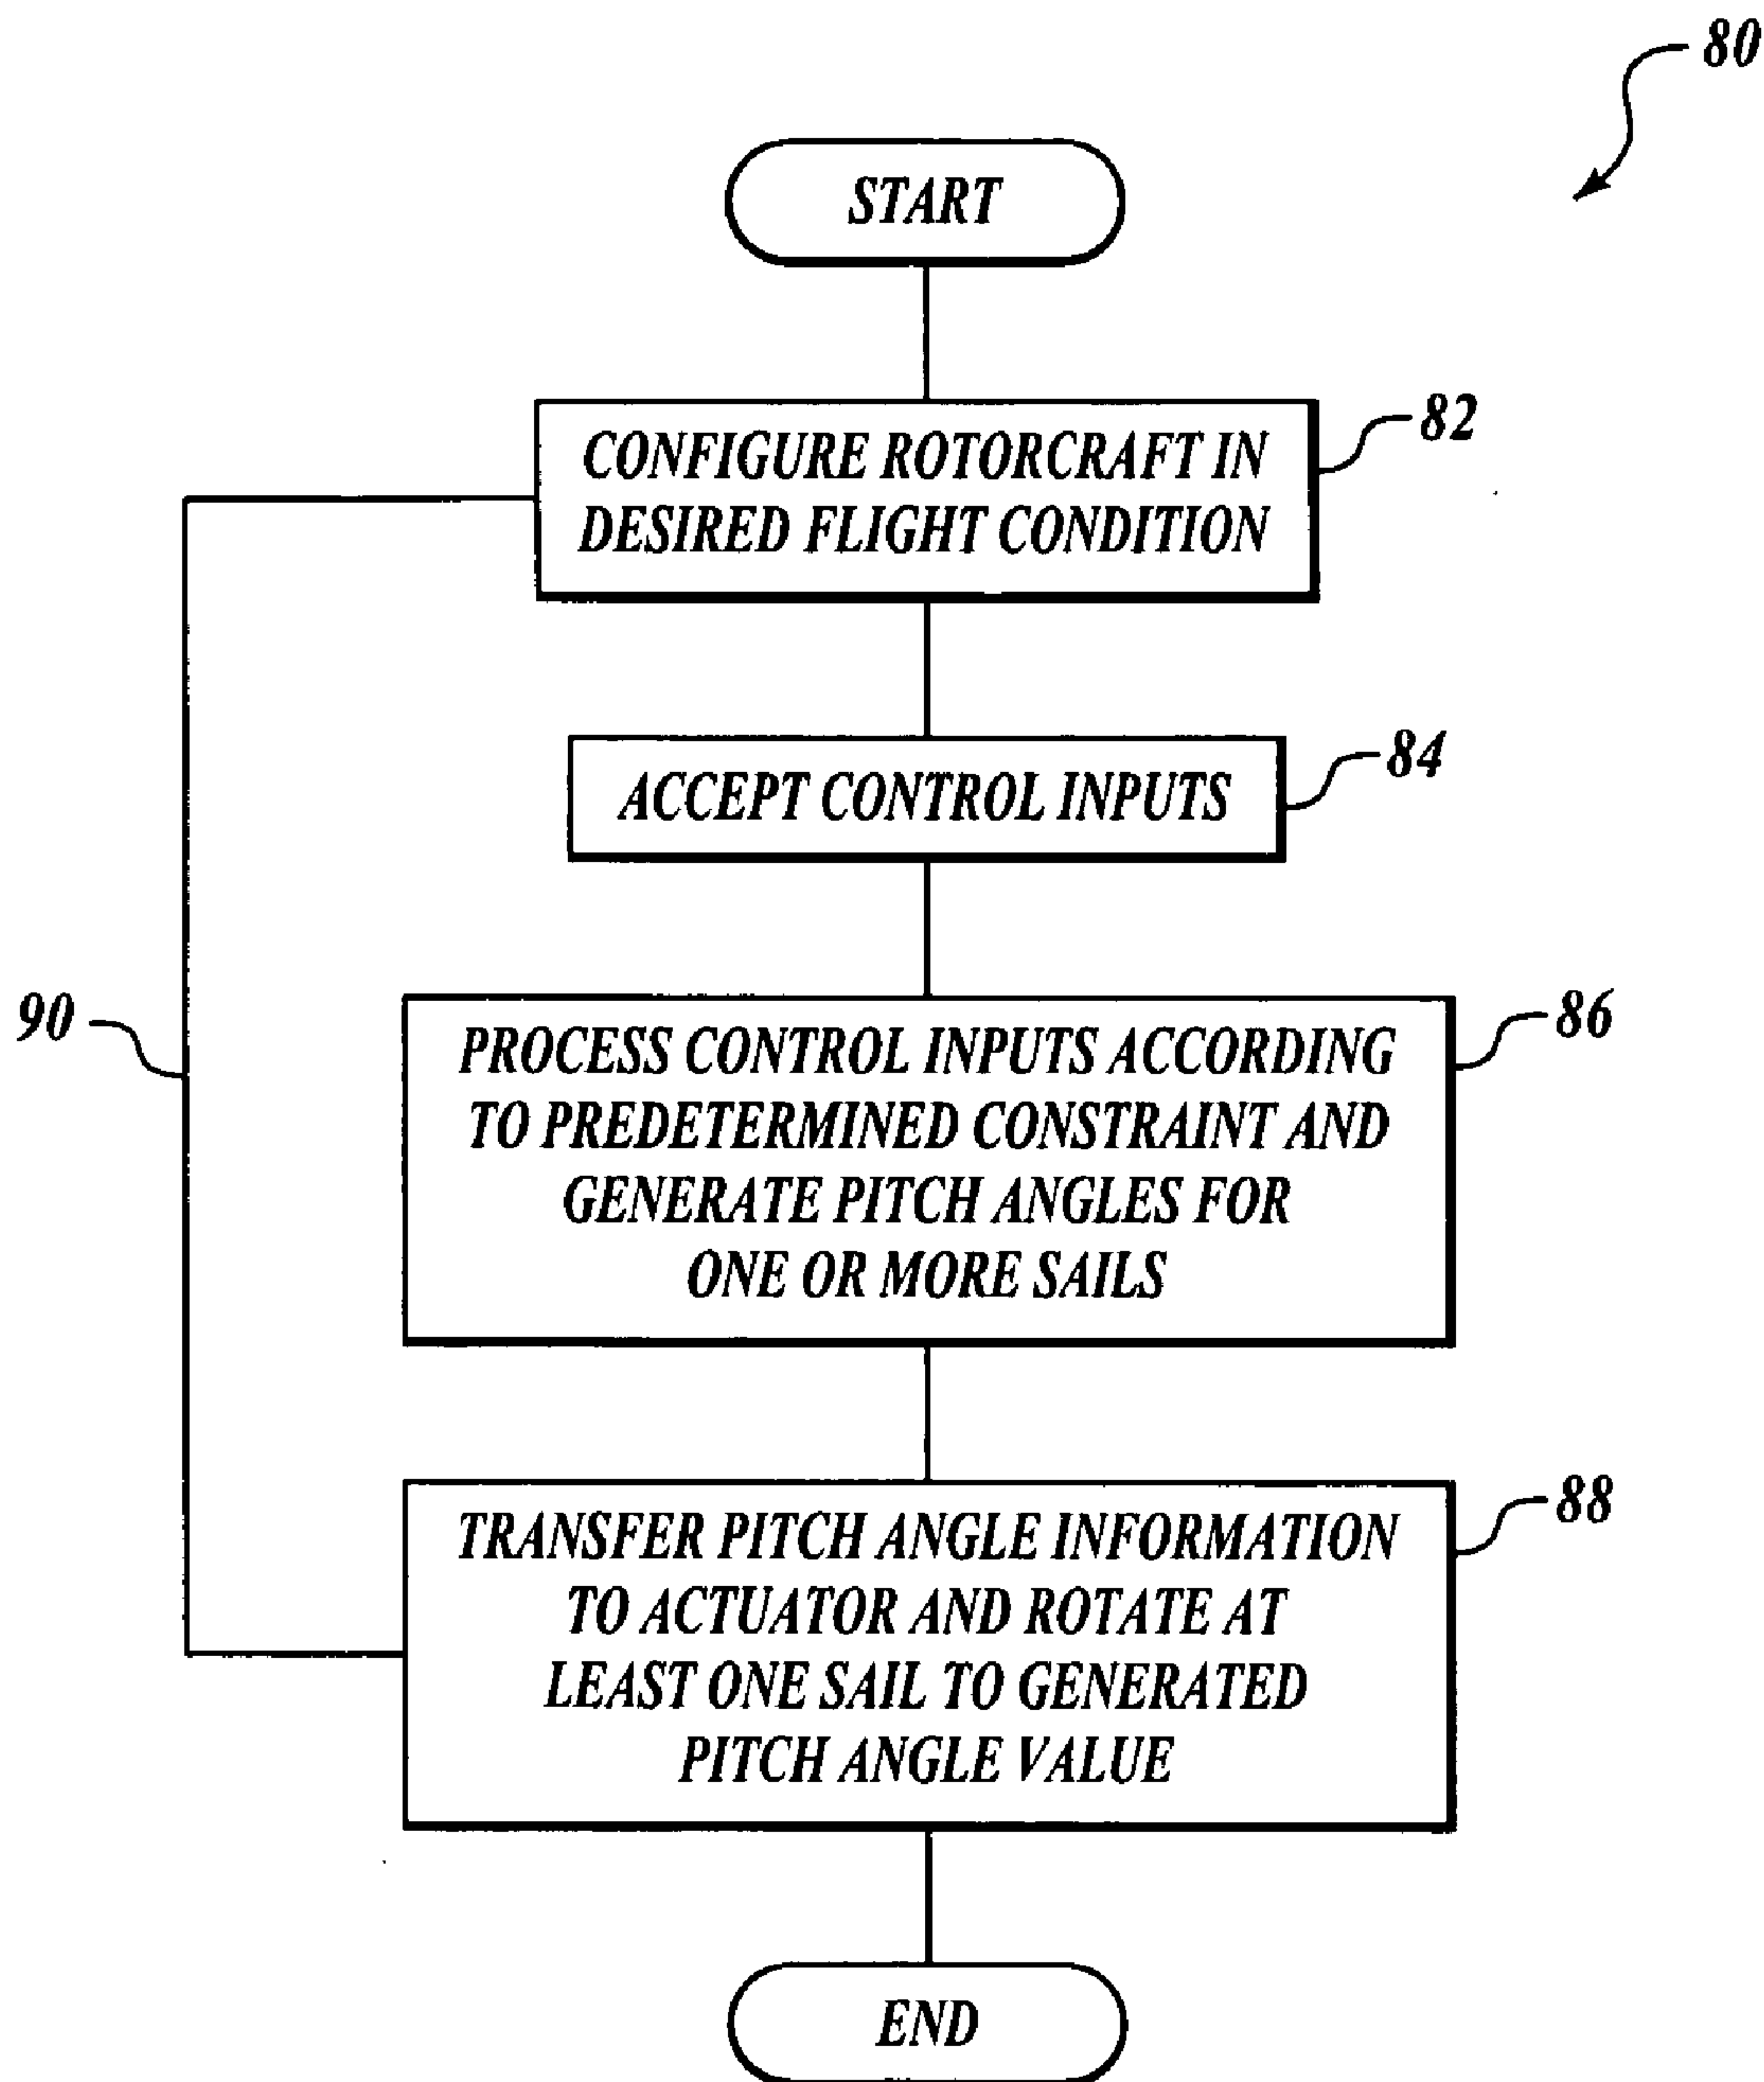 80
START
82
CONFIGURE ROTORCRAFT IN
DESIRED FLIGHT CONDITION
84
ACCEPT CONTROL INPUTS
90
86
PROCESS CONTROL INPUTS ACCORDING
TO PREDETERMINED CONSTRAINT AND
GENERATE PITCH ANGLES FOR
ONE OR MORE SAILS
88
TRANSFER PITCH ANGLE INFORMATION
TO ACTUATOR AND ROTATE AT
LEAST ONE SAIL TO GENERATED
PITCH ANGLE VALUE
END